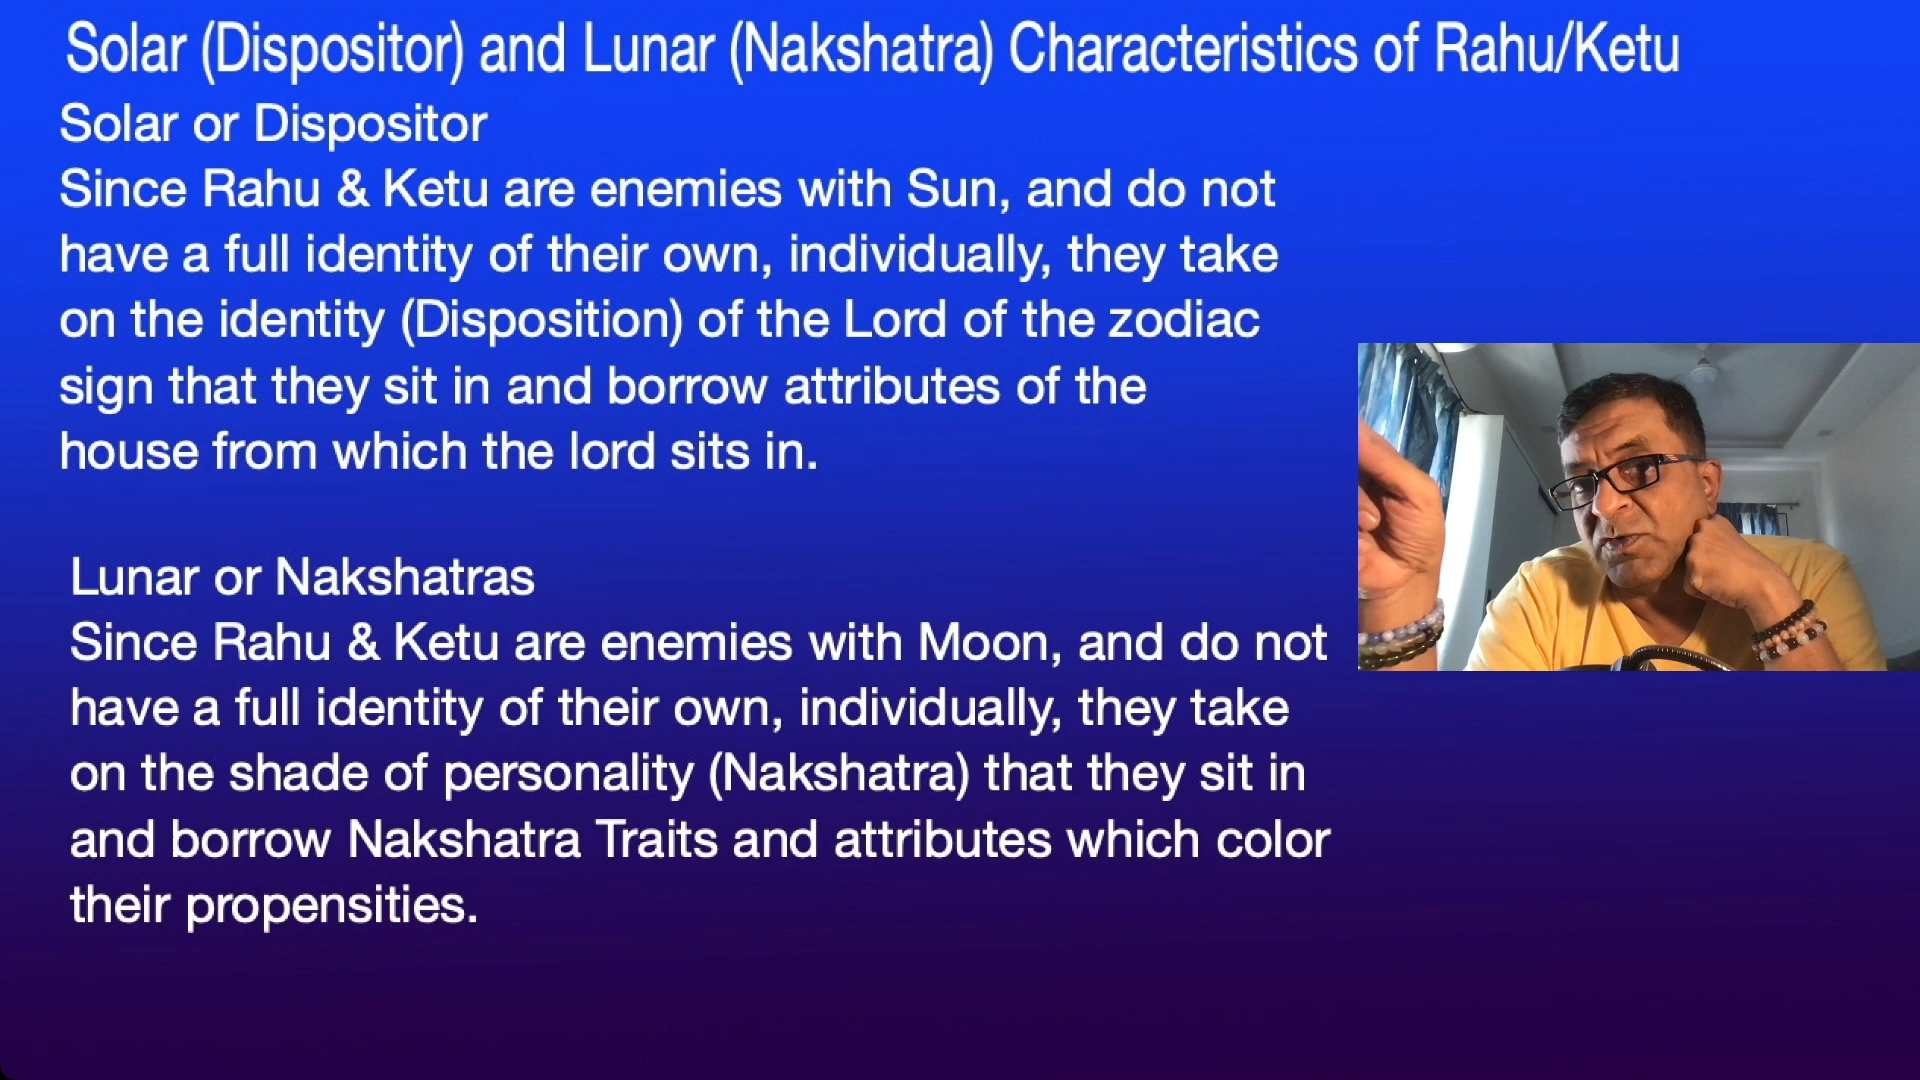 Solar (Dispositor) and Lunar (Nakshatra) Characteristics of Rahu/Ketu
Solar or Dispositor
Since Rahu & Ketu are enemies with Sun, and do not
have a full identity of their own, individually, they take
on the identity (Disposition) of the Lord of the zodiac
sign that they sit in and borrow attributes of the
house from which the lord sits in.
Lunar or Nakshatras
Since Rahu & Ketu are enemies with Moon, and do not
have a full identity of their own, individually, they take
on the shade of personality (Nakshatra) that they sit in
and borrow Nakshatra Traits and attributes which color
their propensities.